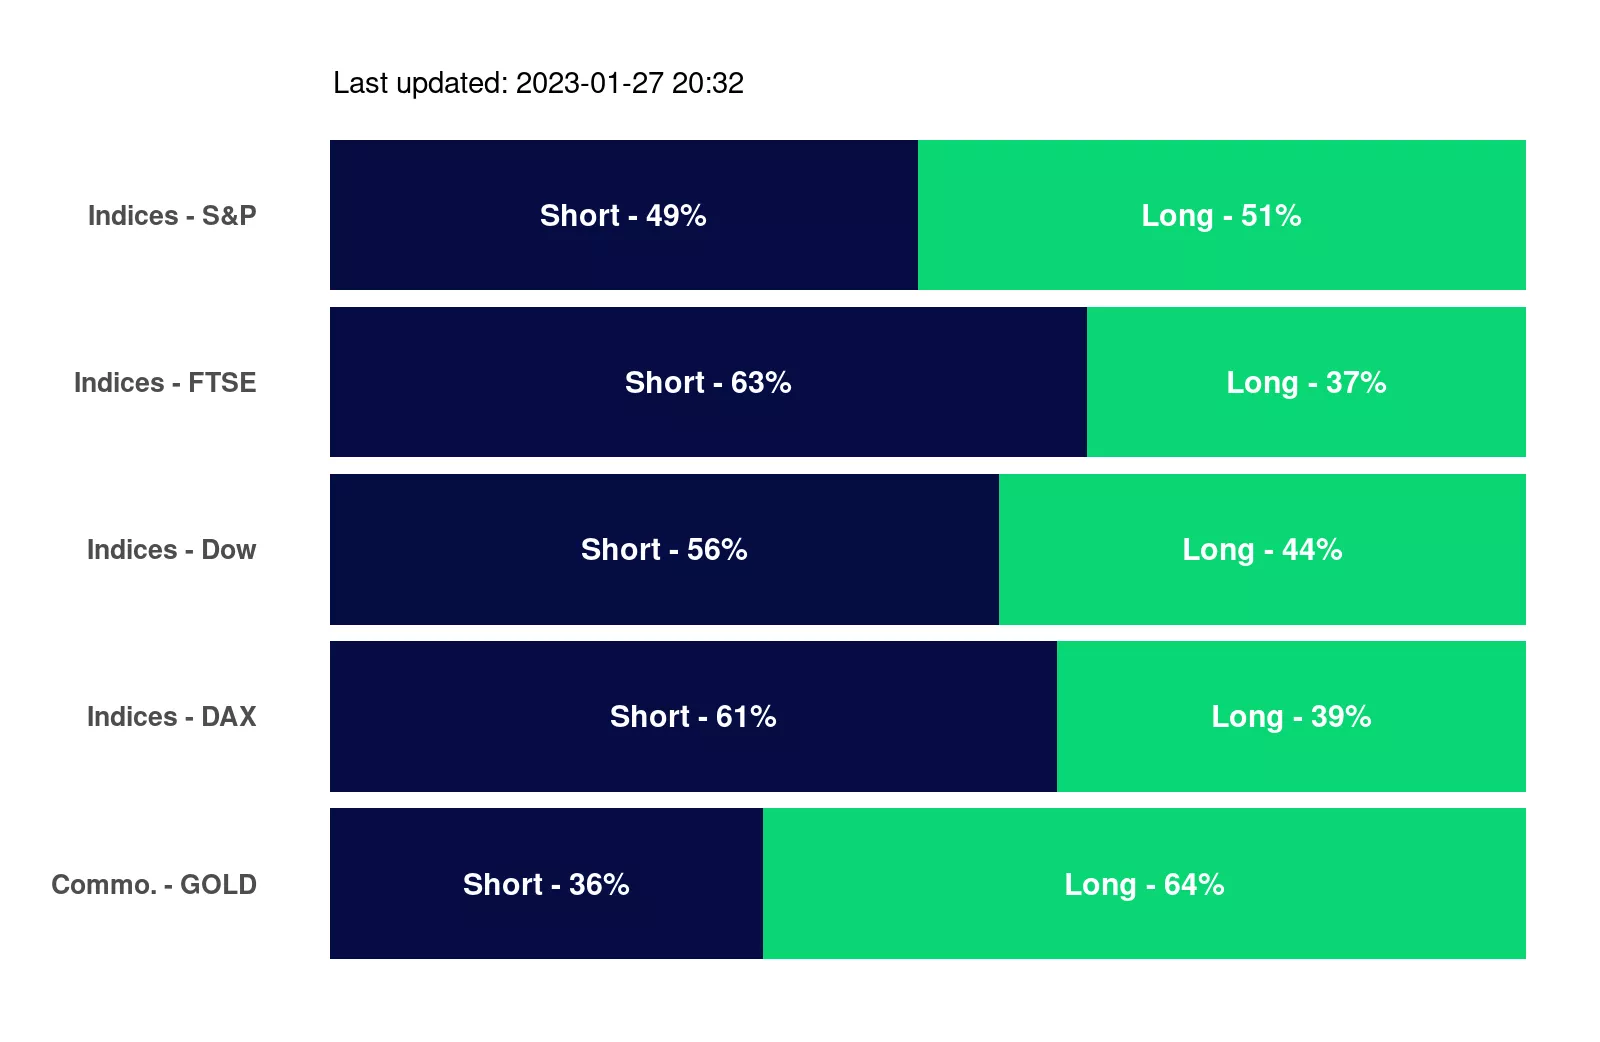 Last updated: 2023-01-27 20:32
Indices - S&P Short - 49% Long - 51%
Indices - FTSE Short - 63% Long - 37%
Indices - Dow Short - 56% Long - 44%
Indices - DAX Short - 61% Long - 39%
Commo. - GOLD Short - 36% Long - 64%